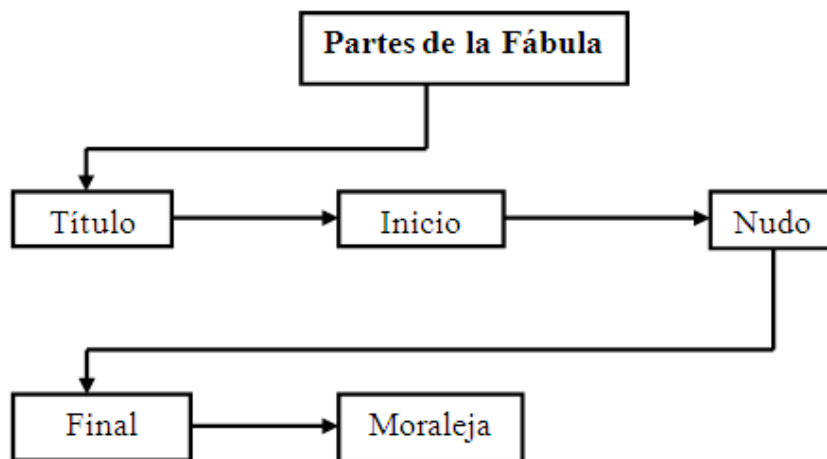 Partes de la Fábula
Título
Inicio
Nudo
Final
Moraleja